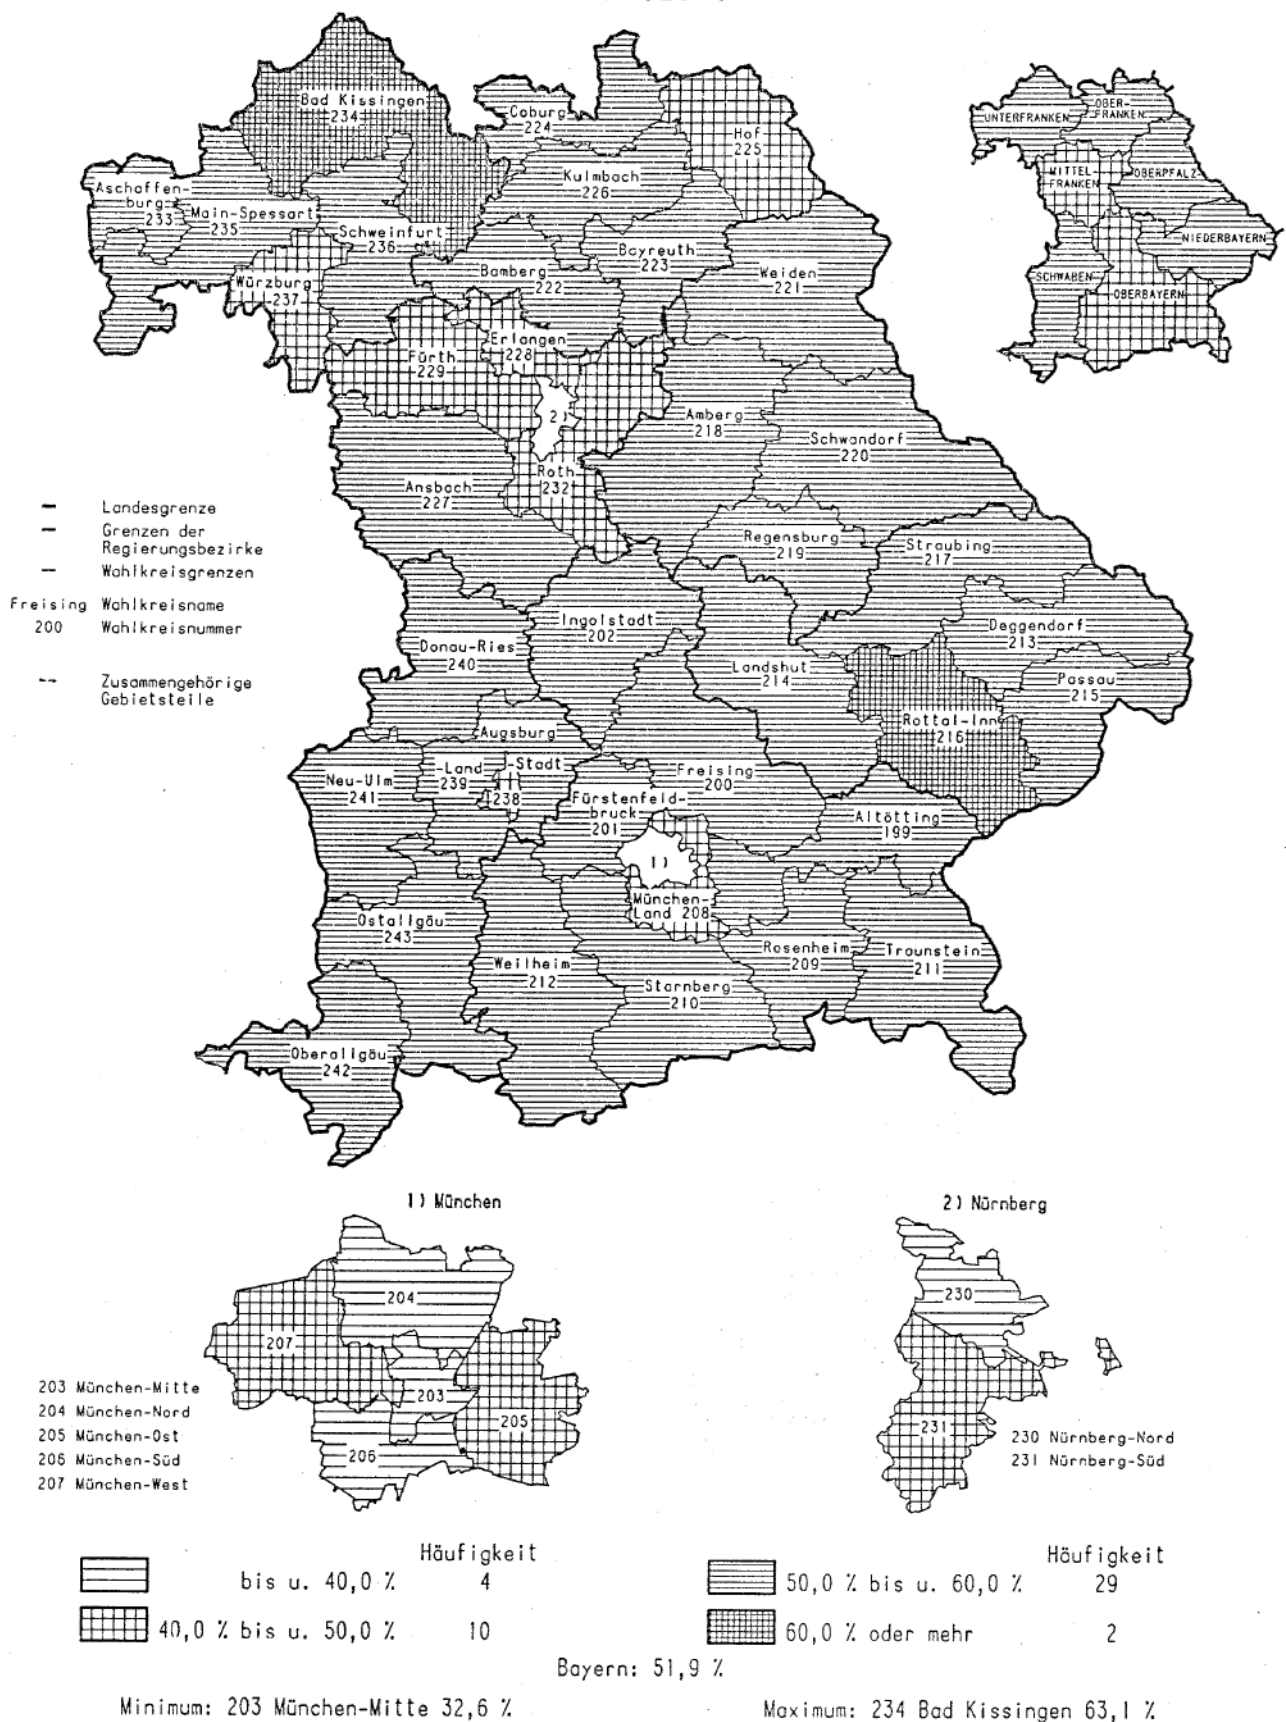 Bad Kissingen
234
Coburg
224
Hof
225
Kulmbach
226
Aschaffen-
burg
233
Main-Spessart
235
Schweinfurt
236
Bayreuth
223
Bamberg
222
Weiden
221
Würzburg
237
Erlangen
228
Fürth
229
2)
Amberg
218
Schwandorf
220
Roth
232
Ansbach
227
Regensburg
219
Straubing
217
Ingolstadt
202
Deggendorf
213
Donau-Ries
240
Landshut
214
Passau
215
Rottal-Inn
216
Augsburg
-Land
239
-Stadt
238
Neu-Ulm
241
Freising
200
Fürstenfeld-
bruck
201
Altötting
199
1)
München-
Land 208
Ostallgäu
243
Rosenheim
209
Traunstein
211
Weilheim
212
Starnberg
210
Oberallgäu
242
UNTERFRANKEN
OBER-
FRANKEN
MITTEL-
FRANKEN
OBERPFALZ
NIEDERBAYERN
SCHWABEN
OBERBAYERN
Landesgrenze
Grenzen der
Regierungsbezirke
Wahlkreisgrenzen
Freising Wahlkreisname
200 Wahlkreisnummer
Zusammengehörige
Gebietsteile
1) München
204
207
203
205
206
203 München-Mitte
204 München-Nord
205 München-Ost
206 München-Süd
207 München-West
2) Nürnberg
230
231
230 Nürnberg-Nord
231 Nürnberg-Süd
Häufigkeit
bis u. 40,0 % 4
40,0 % bis u. 50,0 % 10
Häufigkeit
50,0 % bis u. 60,0 % 29
60,0 % oder mehr 2
Bayern: 51,9 %
Minimum: 203 München-Mitte 32,6 %
Maximum: 234 Bad Kissingen 63,1 %